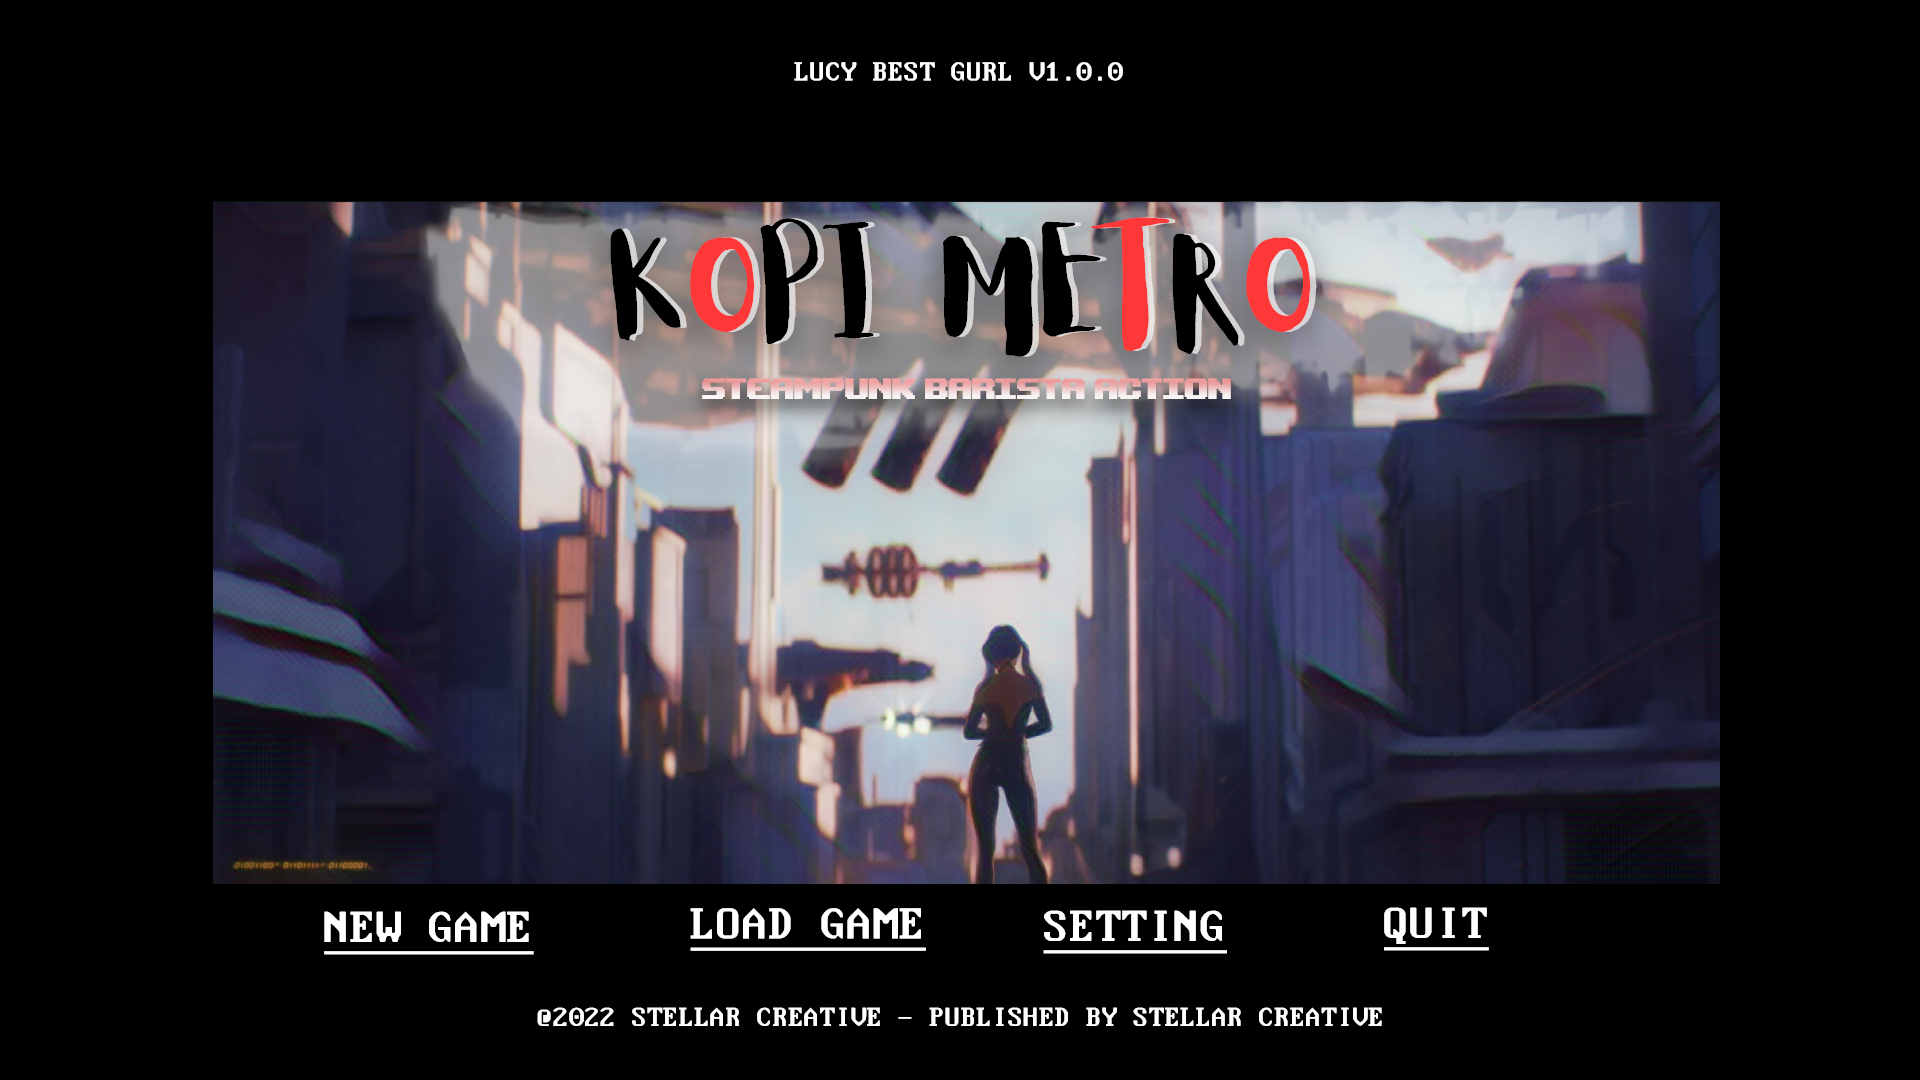 LUCY BEST GURL V1.0.0
KOPI METRO
STEAMPUNK BARISTA ACTION
NEW GAME LOAD GAME SETTING QUIT
@2022 STELLAR CREATIVE - PUBLISHED BY STELLAR CREATIVE